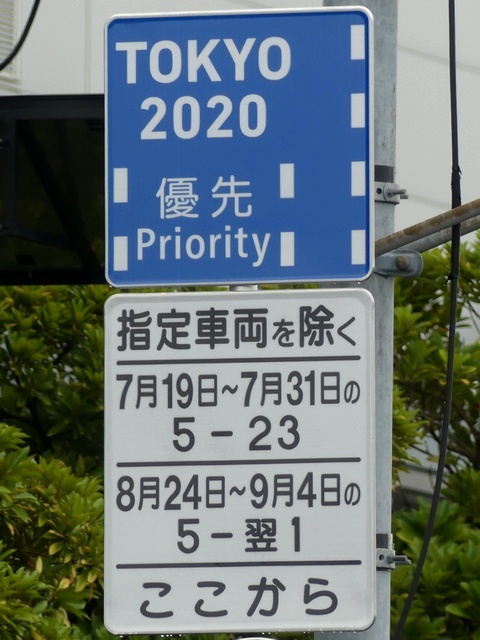 TOKYO
2020
優先
Priority
指定車両を除く
7月19日~7月31日の
5-23
8月24日~9月4日の
5-翌1
ここから